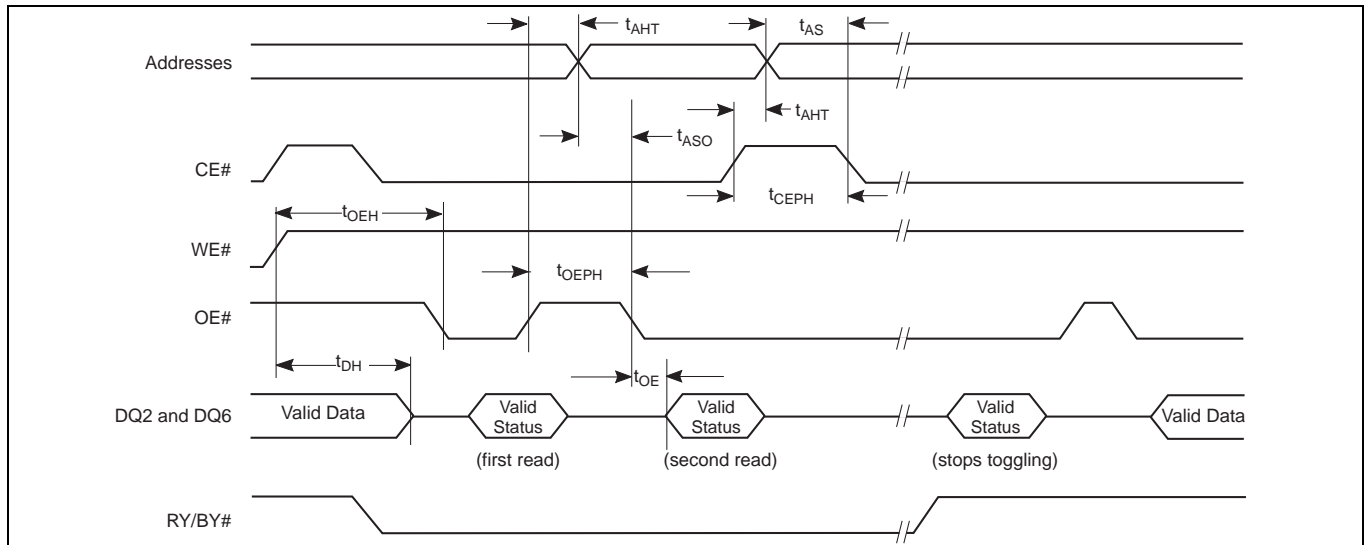 tAHT
tAS
Addresses
tAHT
tASO
CE#
tCEPH
tOEH
WE#
tOEPH
OE#
tDH
tOE
DQ2 and DQ6
Valid Data
Valid
Status
Valid
Status
Valid
Status
Valid Data
(first read)
(second read)
(stops toggling)
RY/BY#